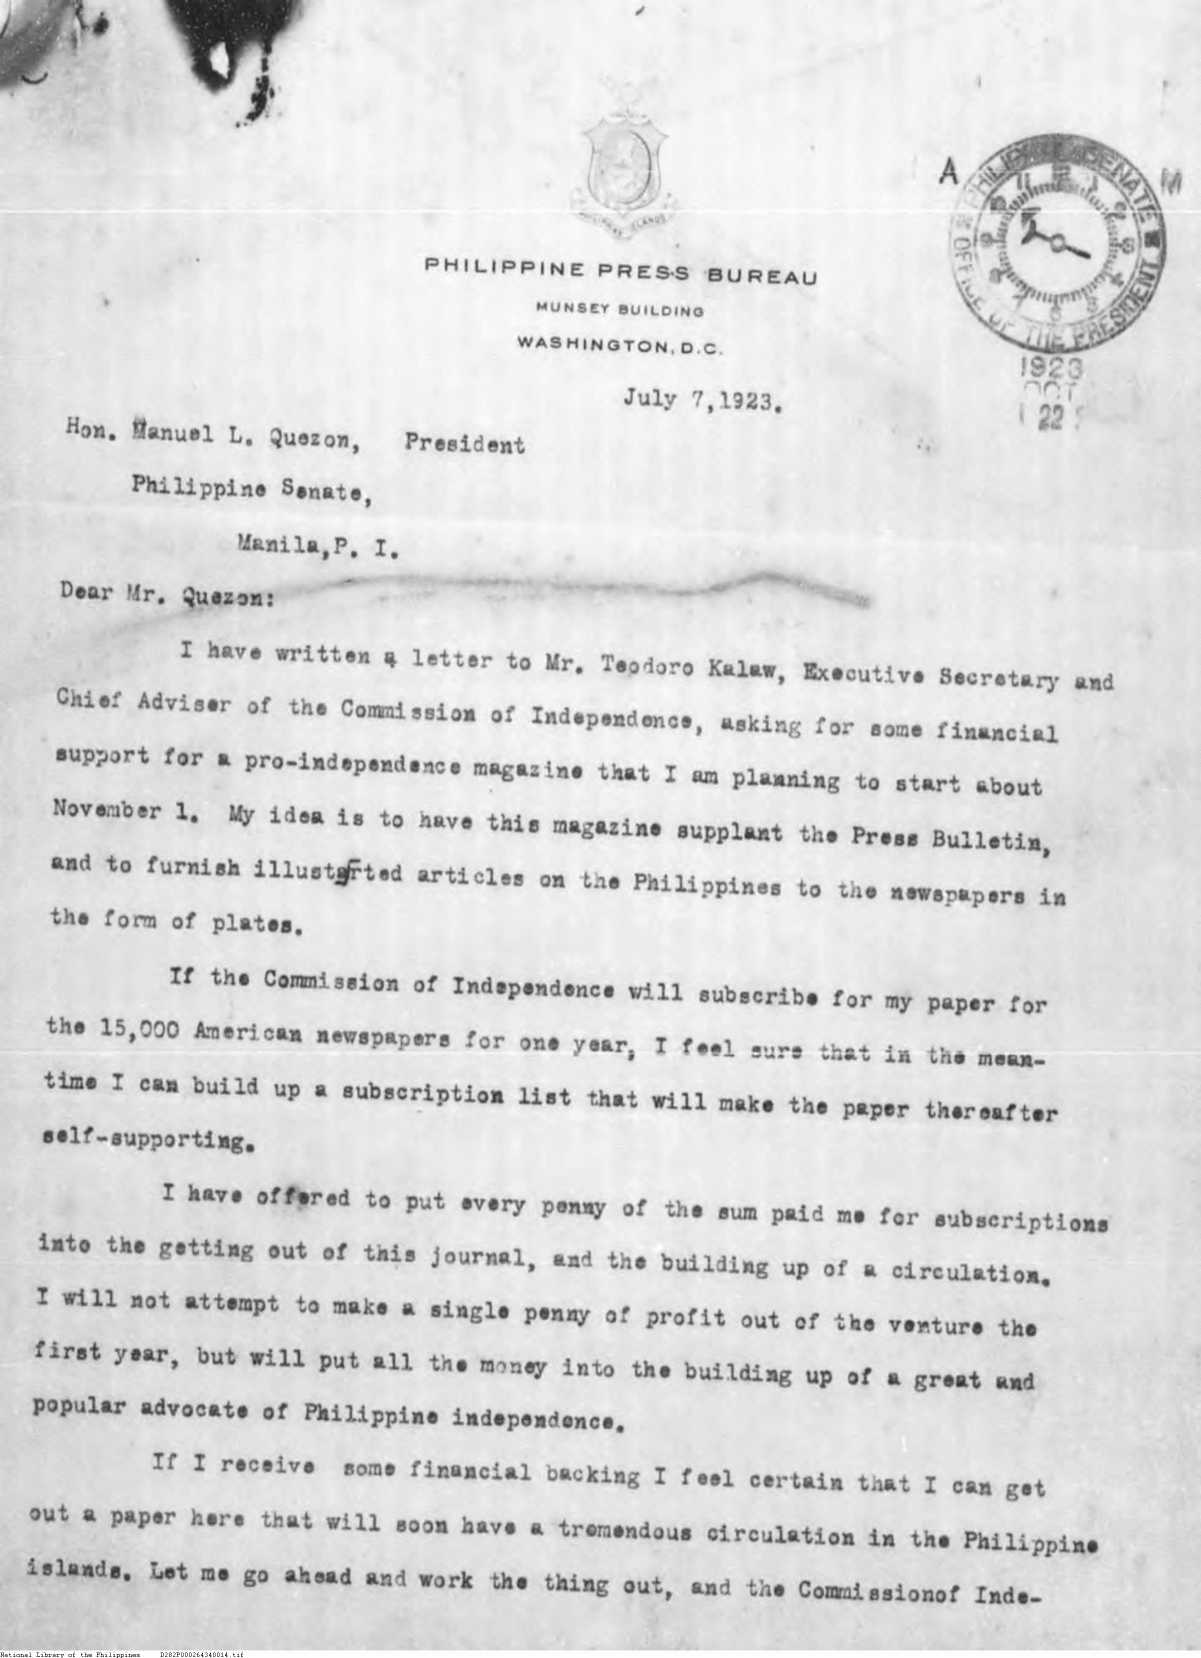 PHILIPPINE ISLANDS
PHILIPPINE PRESS BUREAU
MUNSEY BUILDING
WASHINGTON, D.C.
A M
PHILIPPINE SENATE
OFFICE OF THE PRESIDENT
1923
OCT
22
July 7,1923.
Hon. Manuel L. Quezon, President
Philippine Senate,
Manila,P. I.
Dear Mr. Quezon:
I have written a letter to Mr. Teodoro Kalaw, Executive Secretary and
Chief Adviser of the Commission of Independence, asking for some financial
support for a pro-independence magazine that I am planning to start about
November 1. My idea is to have this magazine supplant the Press Bulletin,
and to furnish illustarted articles on the Philippines to the newspapers in
the form of plates.
If the Commission of Independence will subscribe for my paper for
the 15,000 American newspapers for one year, I feel sure that in the mean-
time I can build up a subscription list that will make the paper thereafter
self-supporting.
I have offered to put every penny of the sum paid me for subscriptions
into the getting out of this journal, and the building up of a circulation.
I will not attempt to make a single penny of profit out of the venture the
first year, but will put all the money into the building up of a great and
popular advocate of Philippine independence.
If I receive some financial backing I feel certain that I can get
out a paper here that will soon have a tremendous circulation in the Philippine
islands. Let me go ahead and work the thing out, and the Commissionof Inde-
National Library of the Philippines D282P000264340014.tif